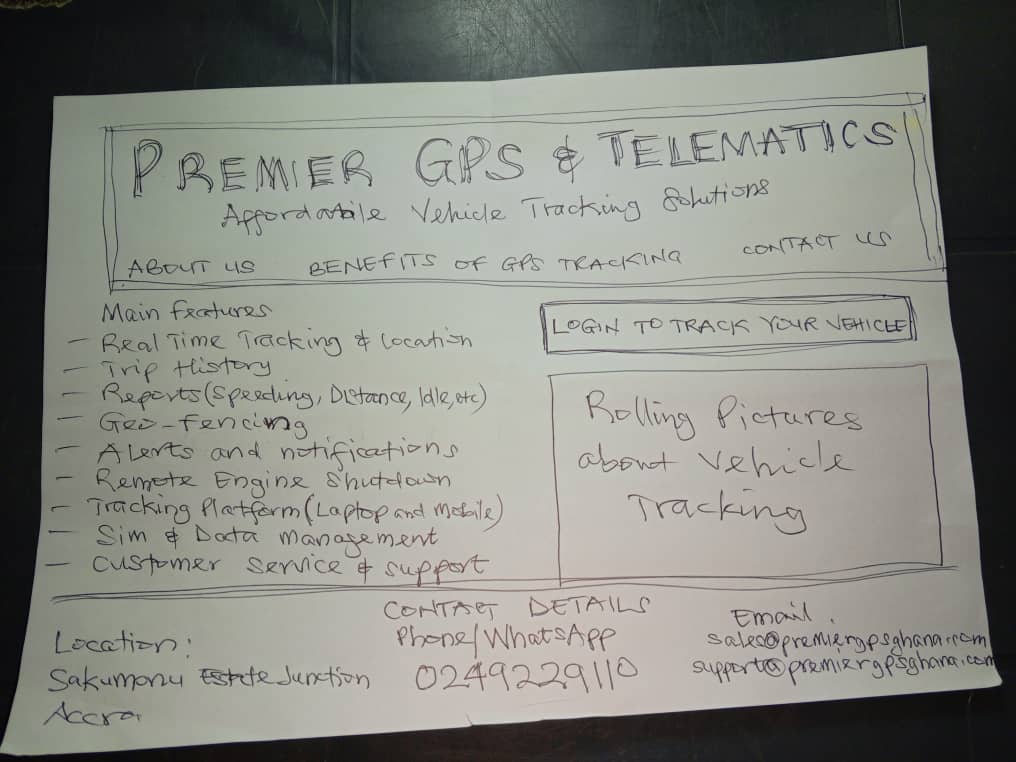 PREMIER GPS & TELEMATICS
Affordable Vehicle Tracking Solutions
ABOUT US BENEFITS OF GPS TRACKING CONTACT US
Main features
- Real Time Tracking & Location
- Trip History
- Reports (Speeding, Distance, Idle, etc)
- Geo-fencing
- Alerts and notifications
- Remote Engine Shutdown
- Tracking Platform (Laptop and Mobile)
- Sim & Data management
- Customer service & support
LOGIN TO TRACK YOUR VEHICLE
Rolling Pictures
about Vehicle
Tracking
CONTACT DETAILS
Location:
Sakumonu Estate Junction
Accra
Phone/WhatsApp
0249229110
Email.
sales@premiergpsghana.com
support@premiergpsghana.com